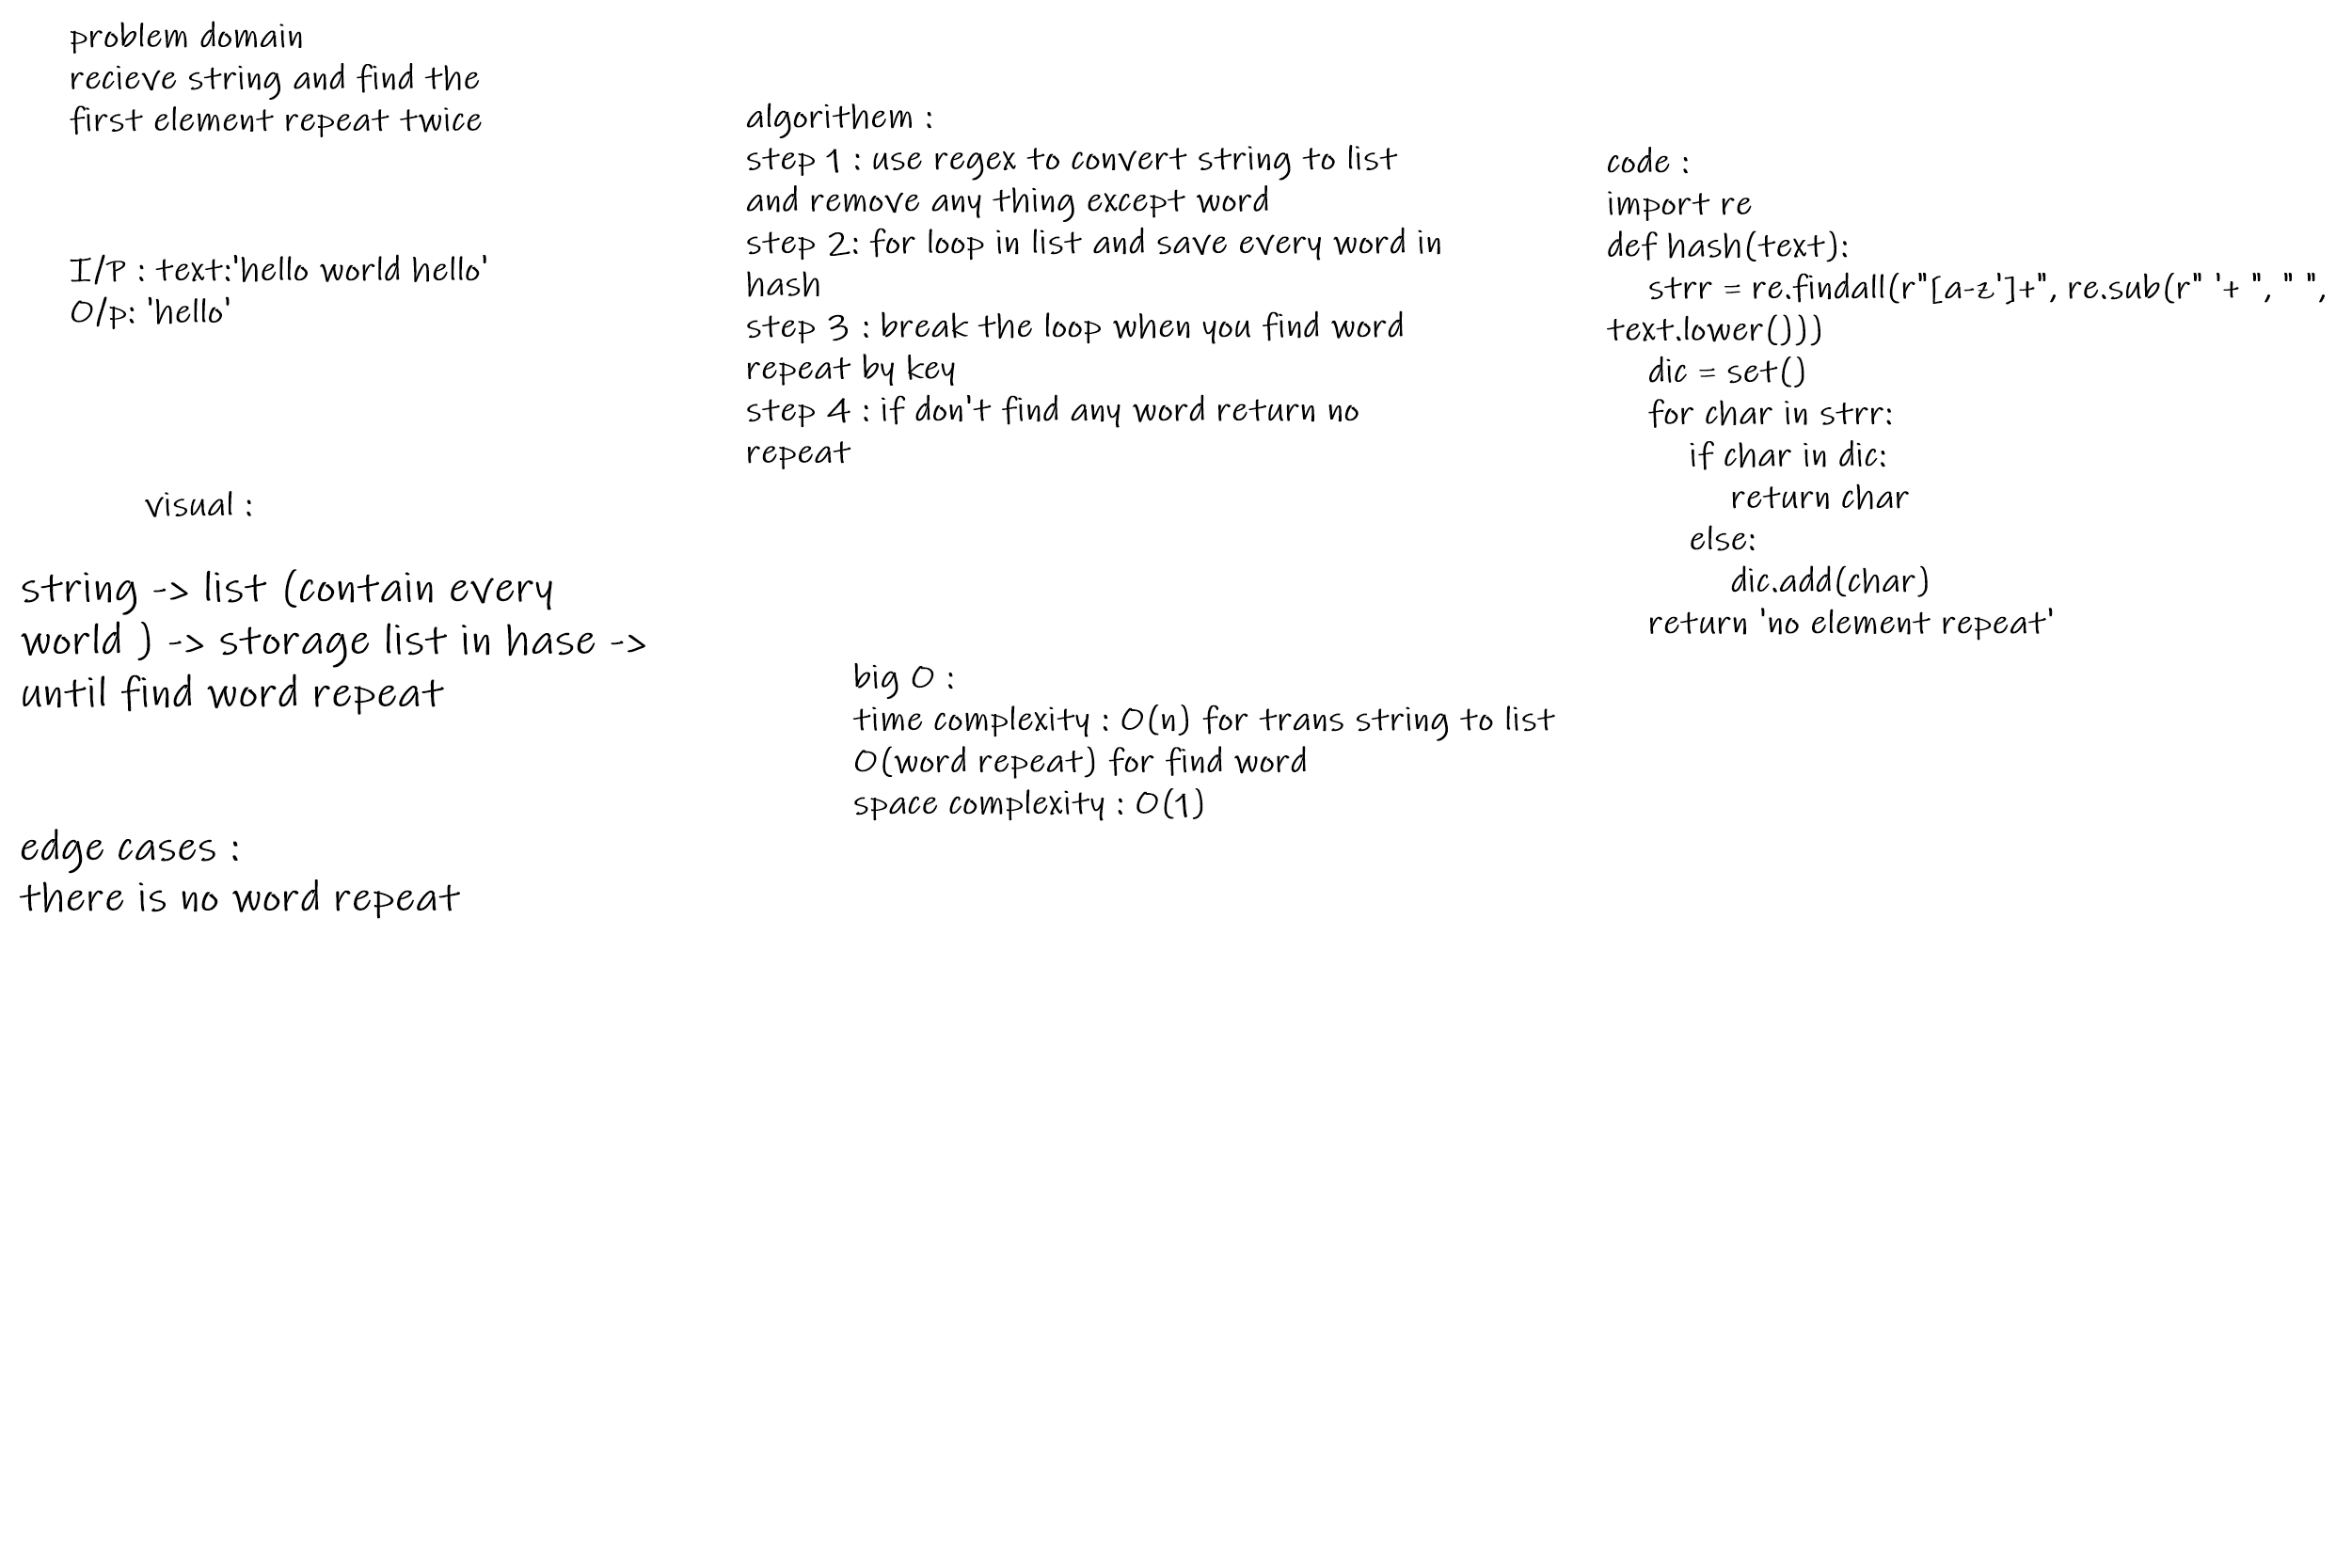 problem domain
recieve string and find the
first element repeat twice
I/P : text:'hello world hello'
O/p: 'hello'
visual :
string -> list (contain every
world ) -> storage list in hase ->
until find word repeat
edge cases :
there is no word repeat
algorithem :
step 1 : use regex to convert string to list
and remove any thing except word
step 2: for loop in list and save every word in
hash
step 3 : break the loop when you find word
repeat by key
step 4 : if don't find any word return no
repeat
big O :
time complexity : O(n) for trans string to list
O(word repeat) for find word
space complexity : O(1)
code :
import re
def hash(text):
    strr = re.findall(r"[a-z']+", re.sub(r" '+ ", " ",
text.lower()))
    dic = set()
    for char in strr:
        if char in dic:
            return char
        else:
            dic.add(char)
    return 'no element repeat'